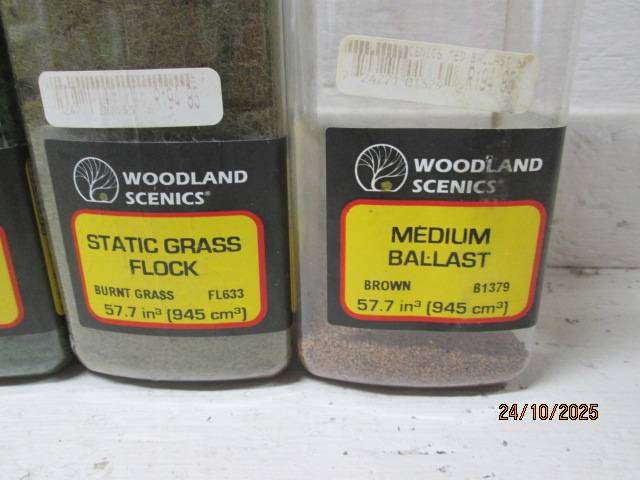 WOODLAND
SCENICS®
STATIC GRASS
FLOCK
BURNT GRASS FL633
57.7 in³ (945 cm³)
WOODLAND
SCENICS®
MEDIUM
BALLAST
BROWN B1379
57.7 in³ (945 cm³)
24/10/2025